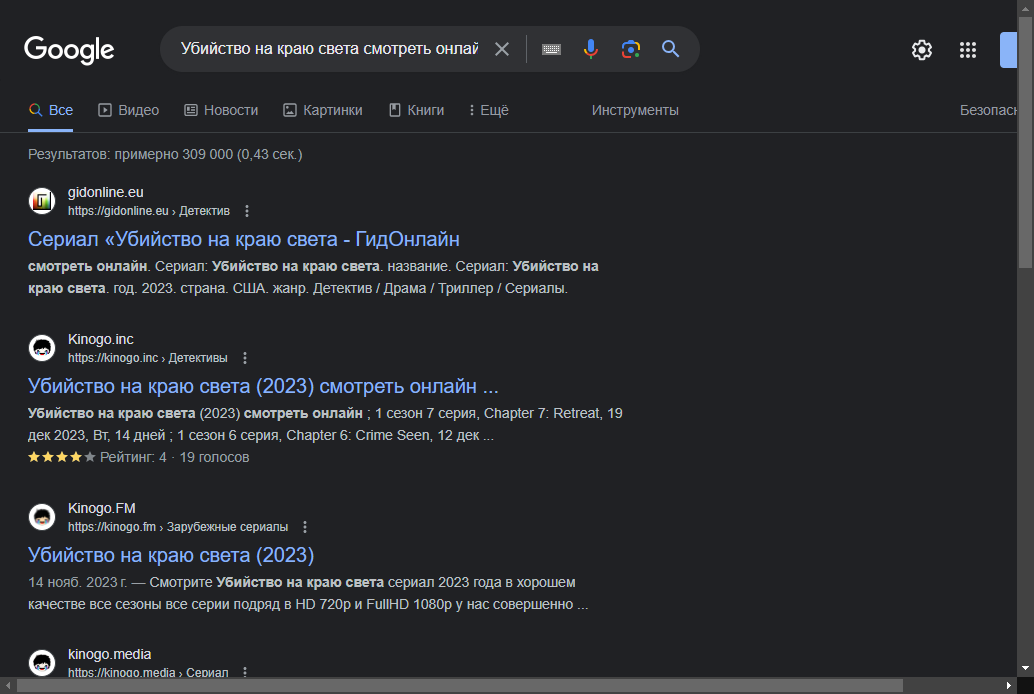 Google
Убийство на краю света смотреть онлай
Все Видео Новости Картинки Книги Ещё Инструменты Безопасн
Результатов: примерно 309 000 (0,43 сек.)
gidonline.eu
https://gidonline.eu › Детектив
Сериал «Убийство на краю света - ГидОнлайн
смотреть онлайн. Сериал: Убийство на краю света. название. Сериал: Убийство на
краю света. год. 2023. страна. США. жанр. Детектив / Драма / Триллер / Сериалы.
Kinogo.inc
https://kinogo.inc › Детективы
Убийство на краю света (2023) смотреть онлайн ...
Убийство на краю света (2023) смотреть онлайн ; 1 сезон 7 серия, Chapter 7: Retreat, 19
дек 2023, Вт, 14 дней ; 1 сезон 6 серия, Chapter 6: Crime Seen, 12 дек ...
Рейтинг: 4 · 19 голосов
Kinogo.FM
https://kinogo.fm › Зарубежные сериалы
Убийство на краю света (2023)
14 нояб. 2023 г. — Смотрите Убийство на краю света сериал 2023 года в хорошем
качестве все сезоны все серии подряд в HD 720p и FullHD 1080p у нас совершенно ...
kinogo.media
https://kinogo.media › Сериал